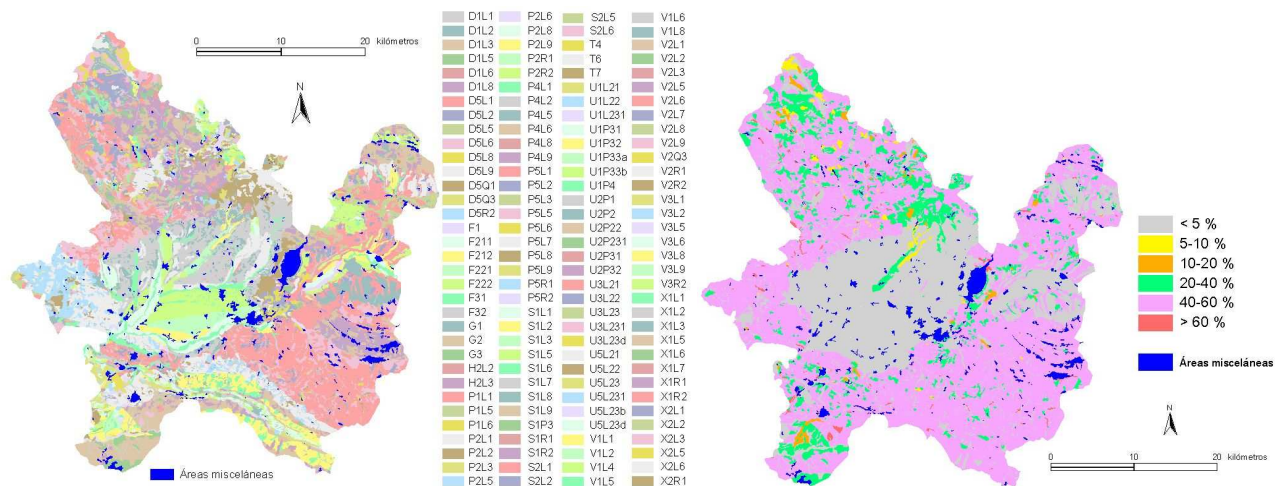 0 10 20 kilómetros
N
Áreas misceláneas
D1L1
D1L2
D1L3
D1L5
D1L6
D1L8
D5L1
D5L2
D5L5
D5L6
D5L8
D5L9
D5Q1
D5Q3
D5R2
F1
F211
F212
F221
F222
F31
F32
G1
G2
G3
H2L2
H2L3
P1L1
P1L5
P1L6
P2L1
P2L2
P2L3
P2L5
P2L6
P2L8
P2L9
P2R1
P2R2
P4L1
P4L2
P4L5
P4L6
P4L8
P4L9
P5L1
P5L2
P5L3
P5L5
P5L6
P5L7
P5L8
P5L9
P5R1
P5R2
S1L1
S1L2
S1L3
S1L5
S1L6
S1L7
S1L8
S1L9
S1P3
S1R1
S1R2
S2L1
S2L2
S2L5
S2L6
T4
T6
T7
U1L21
U1L22
U1L231
U1P31
U1P32
U1P33a
U1P33b
U1P4
U2P1
U2P2
U2P22
U2P231
U2P31
U2P32
U3L21
U3L22
U3L23
U3L231
U3L23d
U5L21
U5L22
U5L23
U5L231
U5L23b
U5L23d
V1L1
V1L2
V1L4
V1L5
V1L6
V1L8
V2L1
V2L2
V2L3
V2L5
V2L6
V2L7
V2L8
V2L9
V2Q3
V2R1
V2R2
V3L1
V3L2
V3L5
V3L6
V3L8
V3L9
V3R2
X1L1
X1L2
X1L3
X1L5
X1L6
X1L7
X1R1
X1R2
X2L1
X2L2
X2L3
X2L5
X2L6
X2R1
< 5 %
5-10 %
10-20 %
20-40 %
40-60 %
> 60 %
Áreas misceláneas
N
0 10 20 kilómetros